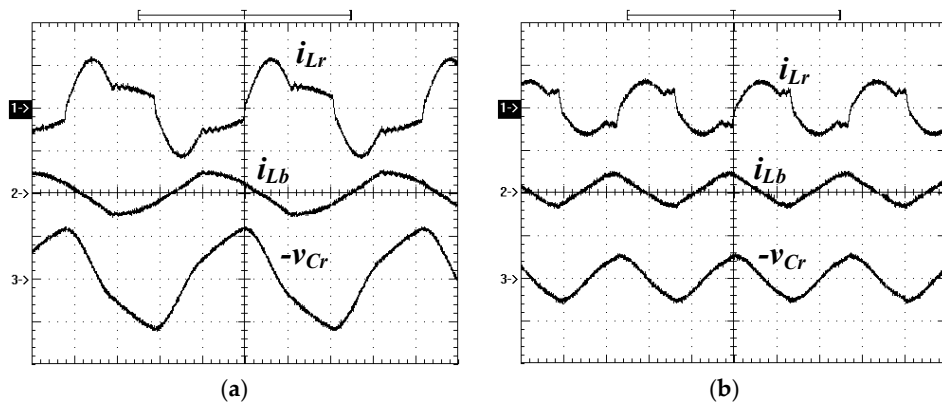 i_Lr
i_Lr
1->
1->
i_Lb
i_Lb
2->
2->
-v_Cr
-v_Cr
3->
3->
(a)
(b)